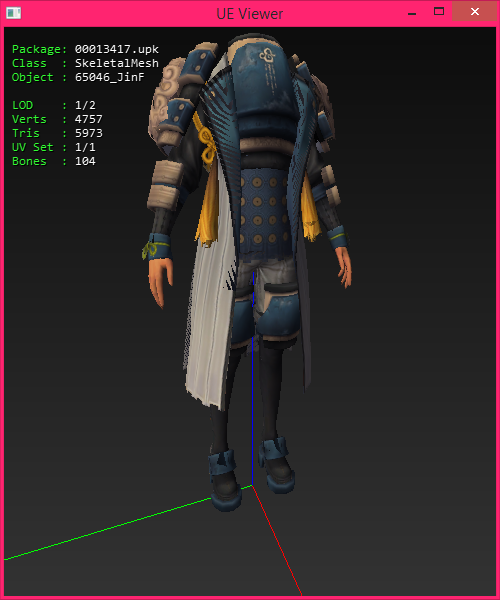 UE Viewer
Package: 00013417.upk
Class  : SkeletalMesh
Object : 65046_JinF
LOD    : 1/2
Verts  : 4757
Tris   : 5973
UV Set : 1/1
Bones  : 104